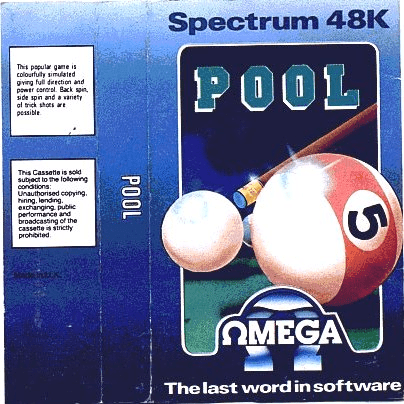 This popular game is
colourfully simulated
giving full direction and
power control. Back spin,
side spin and a variety
of trick shots are
possible.
This Cassette is sold
subject to the following
conditions:
Unauthorised copying,
hiring, lending,
exchanging, public
performance and
broadcasting of the
cassette is strictly
prohibited.
Made in U.K.
POOL
Spectrum 48K
POOL
5
ΩMEGA
The last word in software